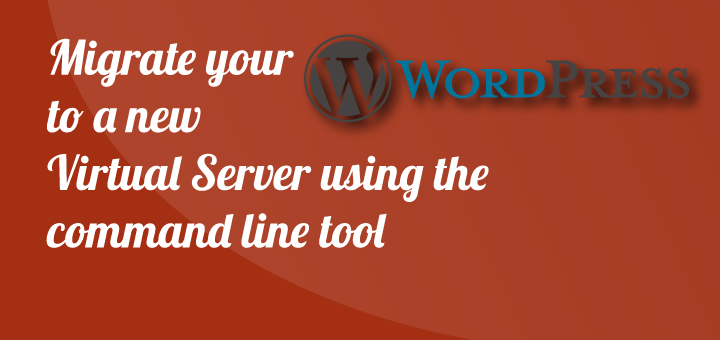 Migrate your WORDPRESS
to a new
Virtual Server using the
command line tool